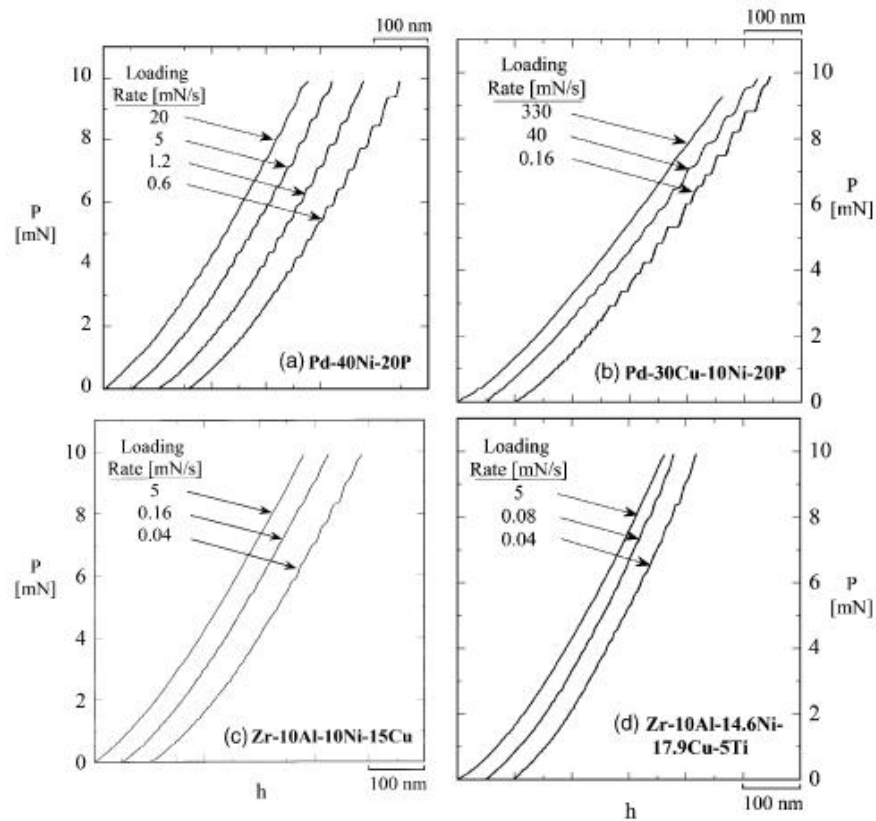 100 nm
100 nm
10
8
6
4
2
0
P
[mN]
Loading
Rate [mN/s]
20
5
1.2
0.6
(a) Pd-40Ni-20P
Loading
Rate [mN/s]
330
40
0.16
(b) Pd-30Cu-10Ni-20P
10
8
6
4
2
0
P
[mN]
10
8
6
4
2
0
P
[mN]
Loading
Rate [mN/s]
5
0.16
0.04
(c) Zr-10Al-10Ni-15Cu
h
100 nm
Loading
Rate [mN/s]
5
0.08
0.04
(d) Zr-10Al-14.6Ni-
17.9Cu-5Ti
10
8
6
4
2
0
P
[mN]
h
100 nm